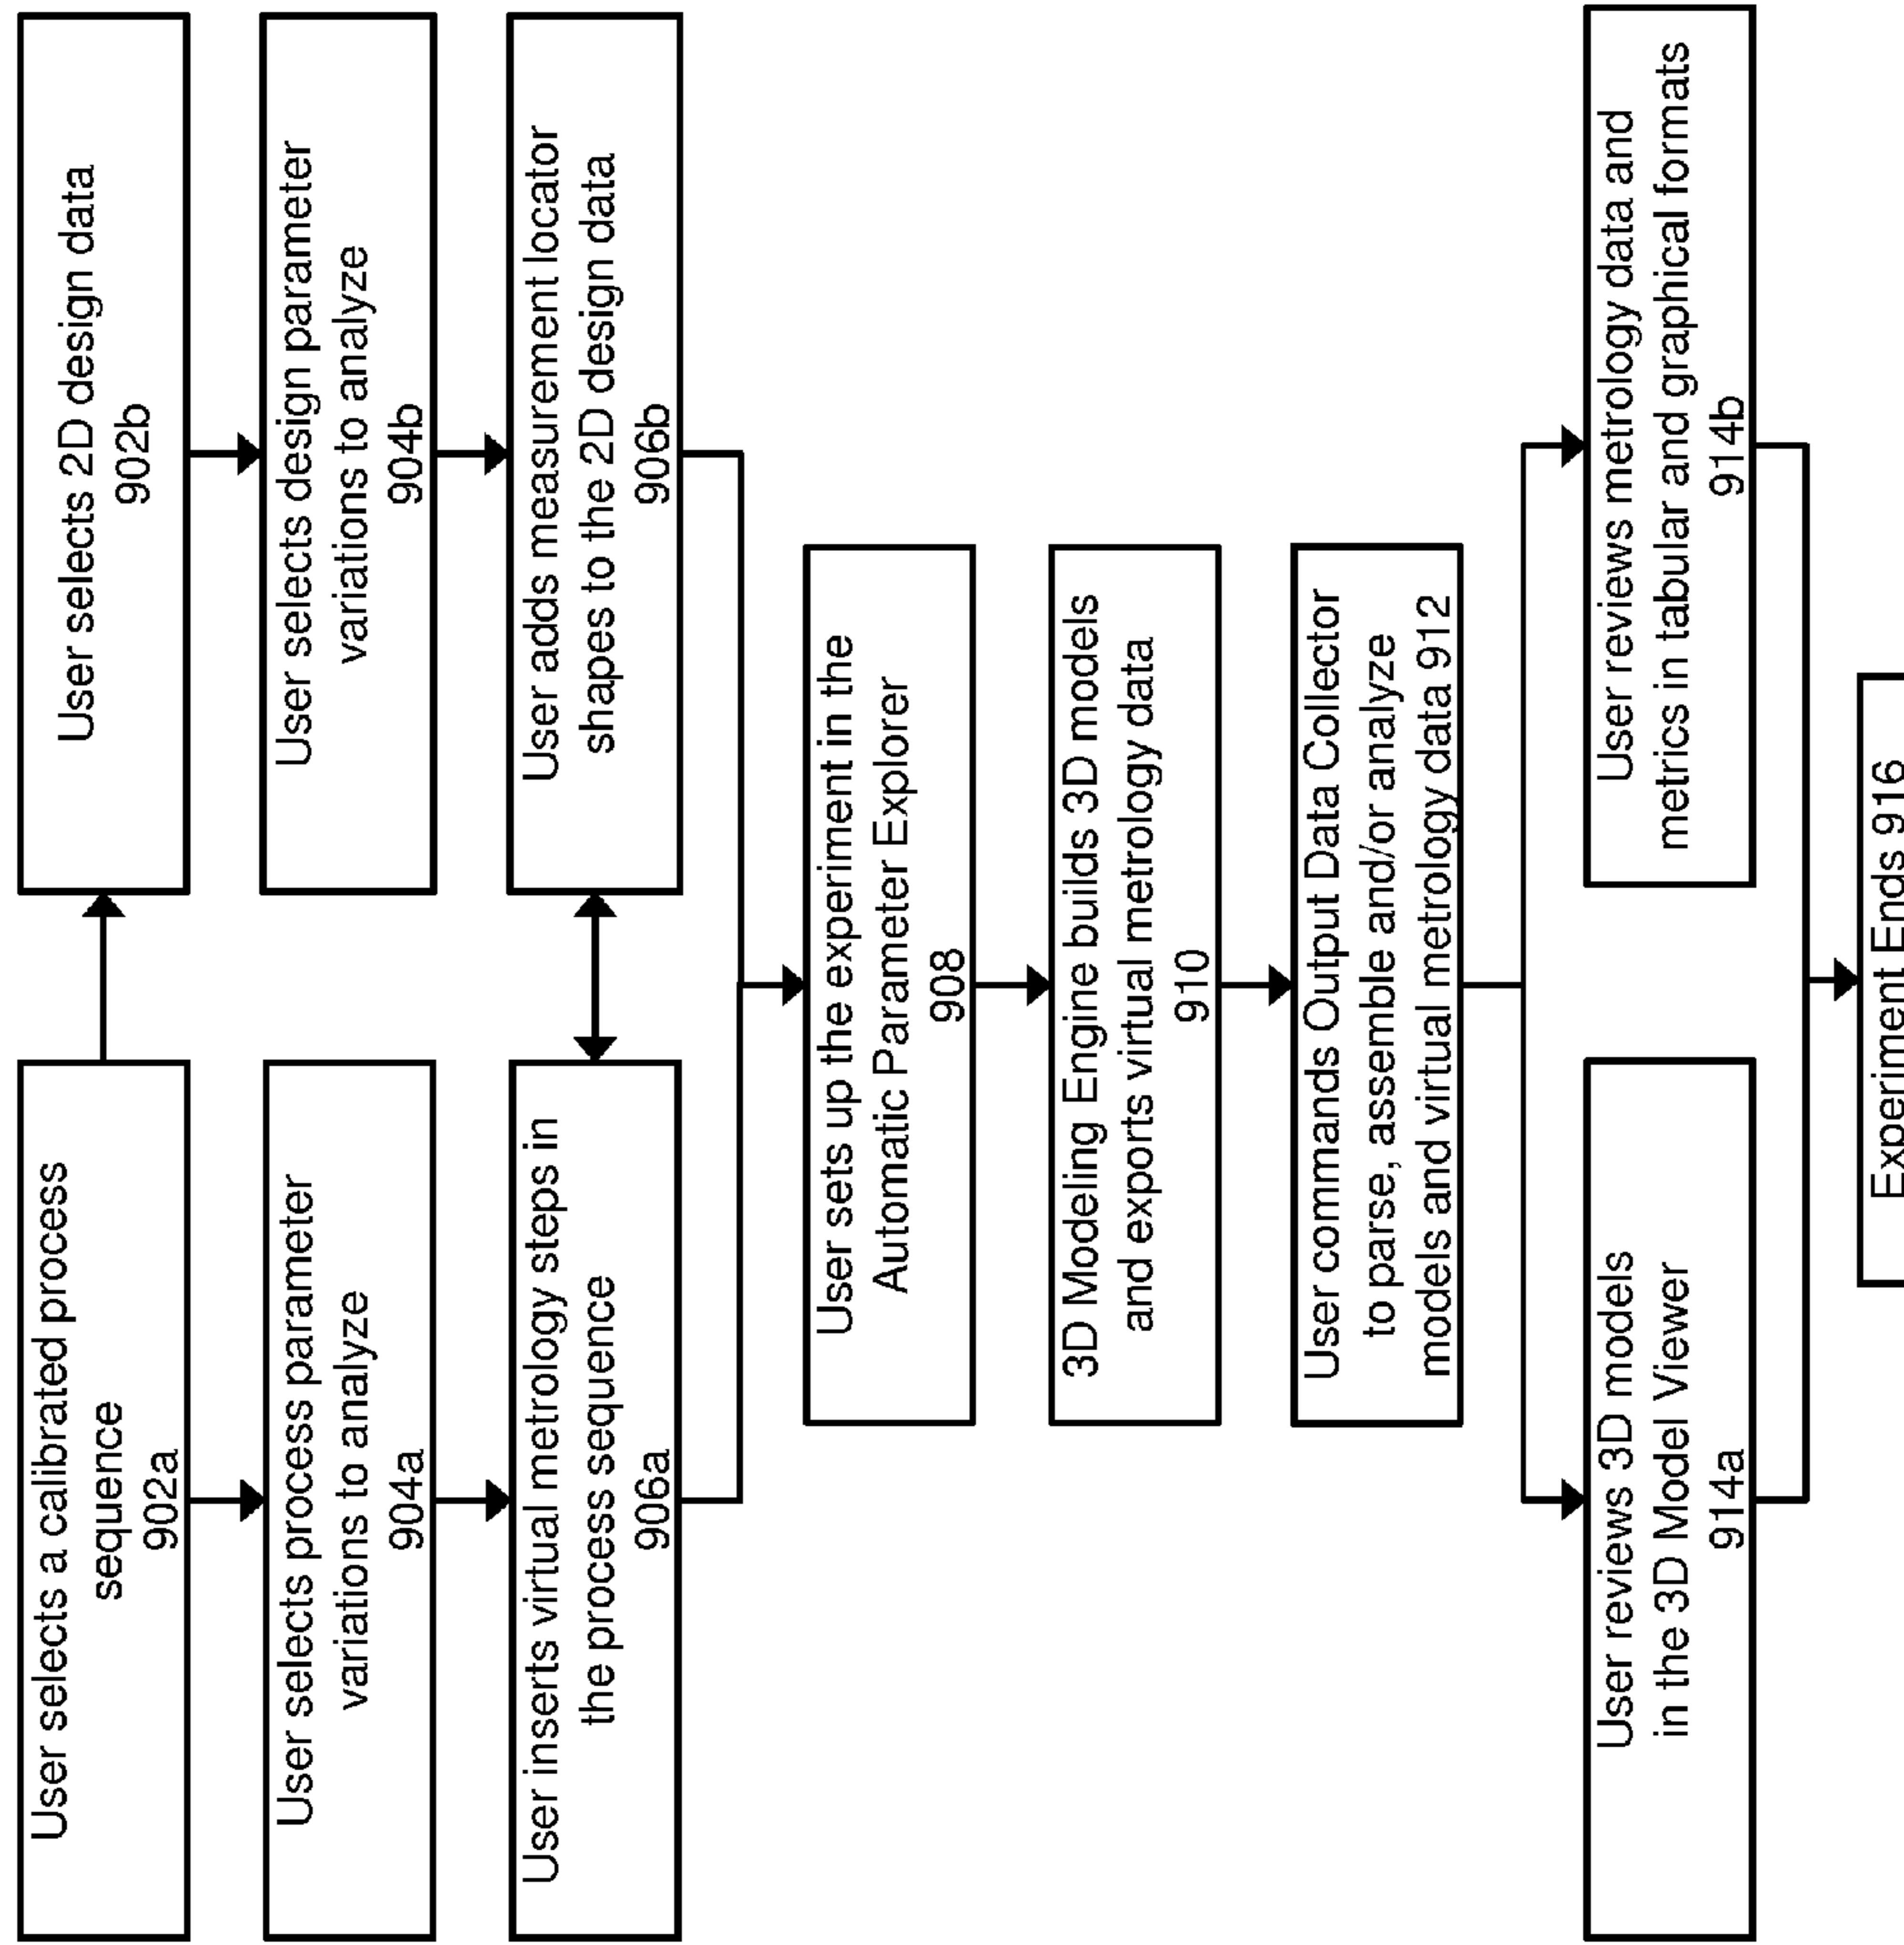 User selects a calibrated process
sequence
902a
User selects 2D design data
902b
User selects process parameter
variations to analyze
904a
User selects design parameter
variations to analyze
904b
User inserts virtual metrology steps in
the process sequence
906a
User adds measurement locator
shapes to the 2D design data
906b
User sets up the experiment in the
Automatic Parameter Explorer
908
3D Modeling Engine builds 3D models
and exports virtual metrology data
910
User commands Output Data Collector
to parse, assemble and/or analyze
models and virtual metrology data 912
User reviews 3D models
in the 3D Model Viewer
914a
User reviews metrology data and
metrics in tabular and graphical formats
914b
Experiment Ends 916